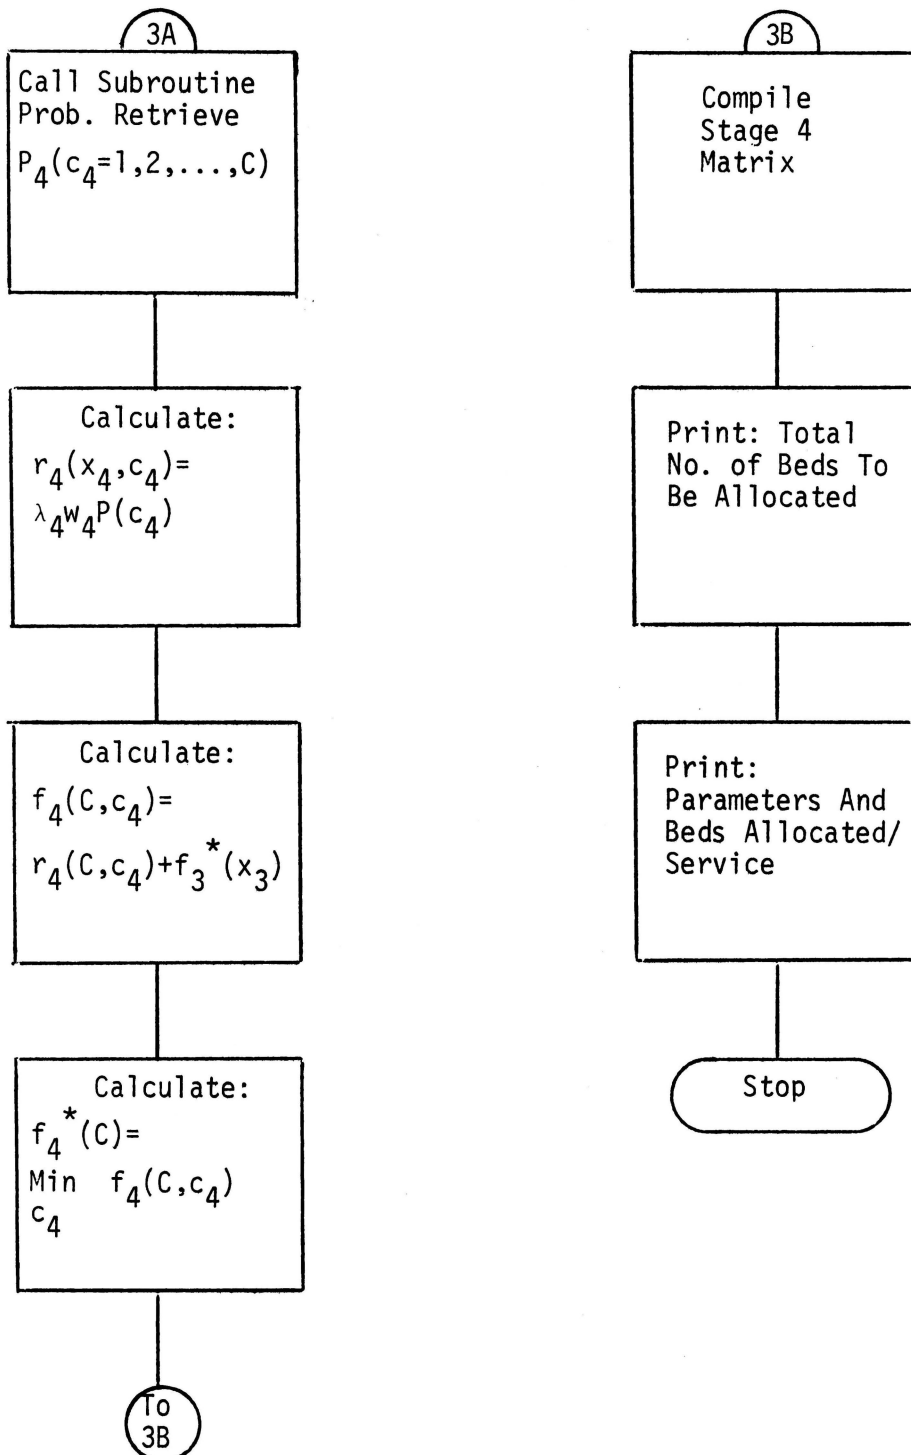 3A
Call Subroutine
Prob. Retrieve
P₄(c₄=1,2,...,C)
Calculate:
r₄(x₄,c₄)=
λ₄w₄P(c₄)
Calculate:
f₄(C,c₄)=
r₄(C,c₄)+f₃*(x₃)
Calculate:
f₄*(C)=
Min f₄(C,c₄)
c₄
To
3B
3B
Compile
Stage 4
Matrix
Print: Total
No. of Beds To
Be Allocated
Print:
Parameters And
Beds Allocated/
Service
Stop